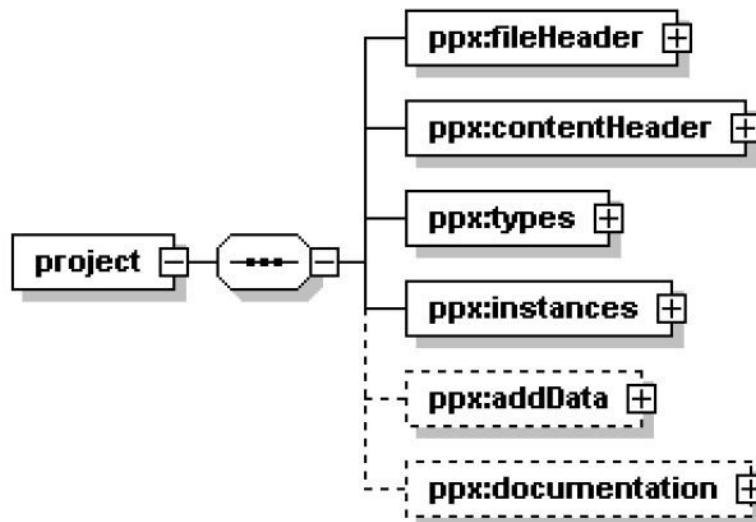 ppx:fileHeader
ppx:contentHeader
ppx:types
project
ppx:instances
ppx:addData
ppx:documentation